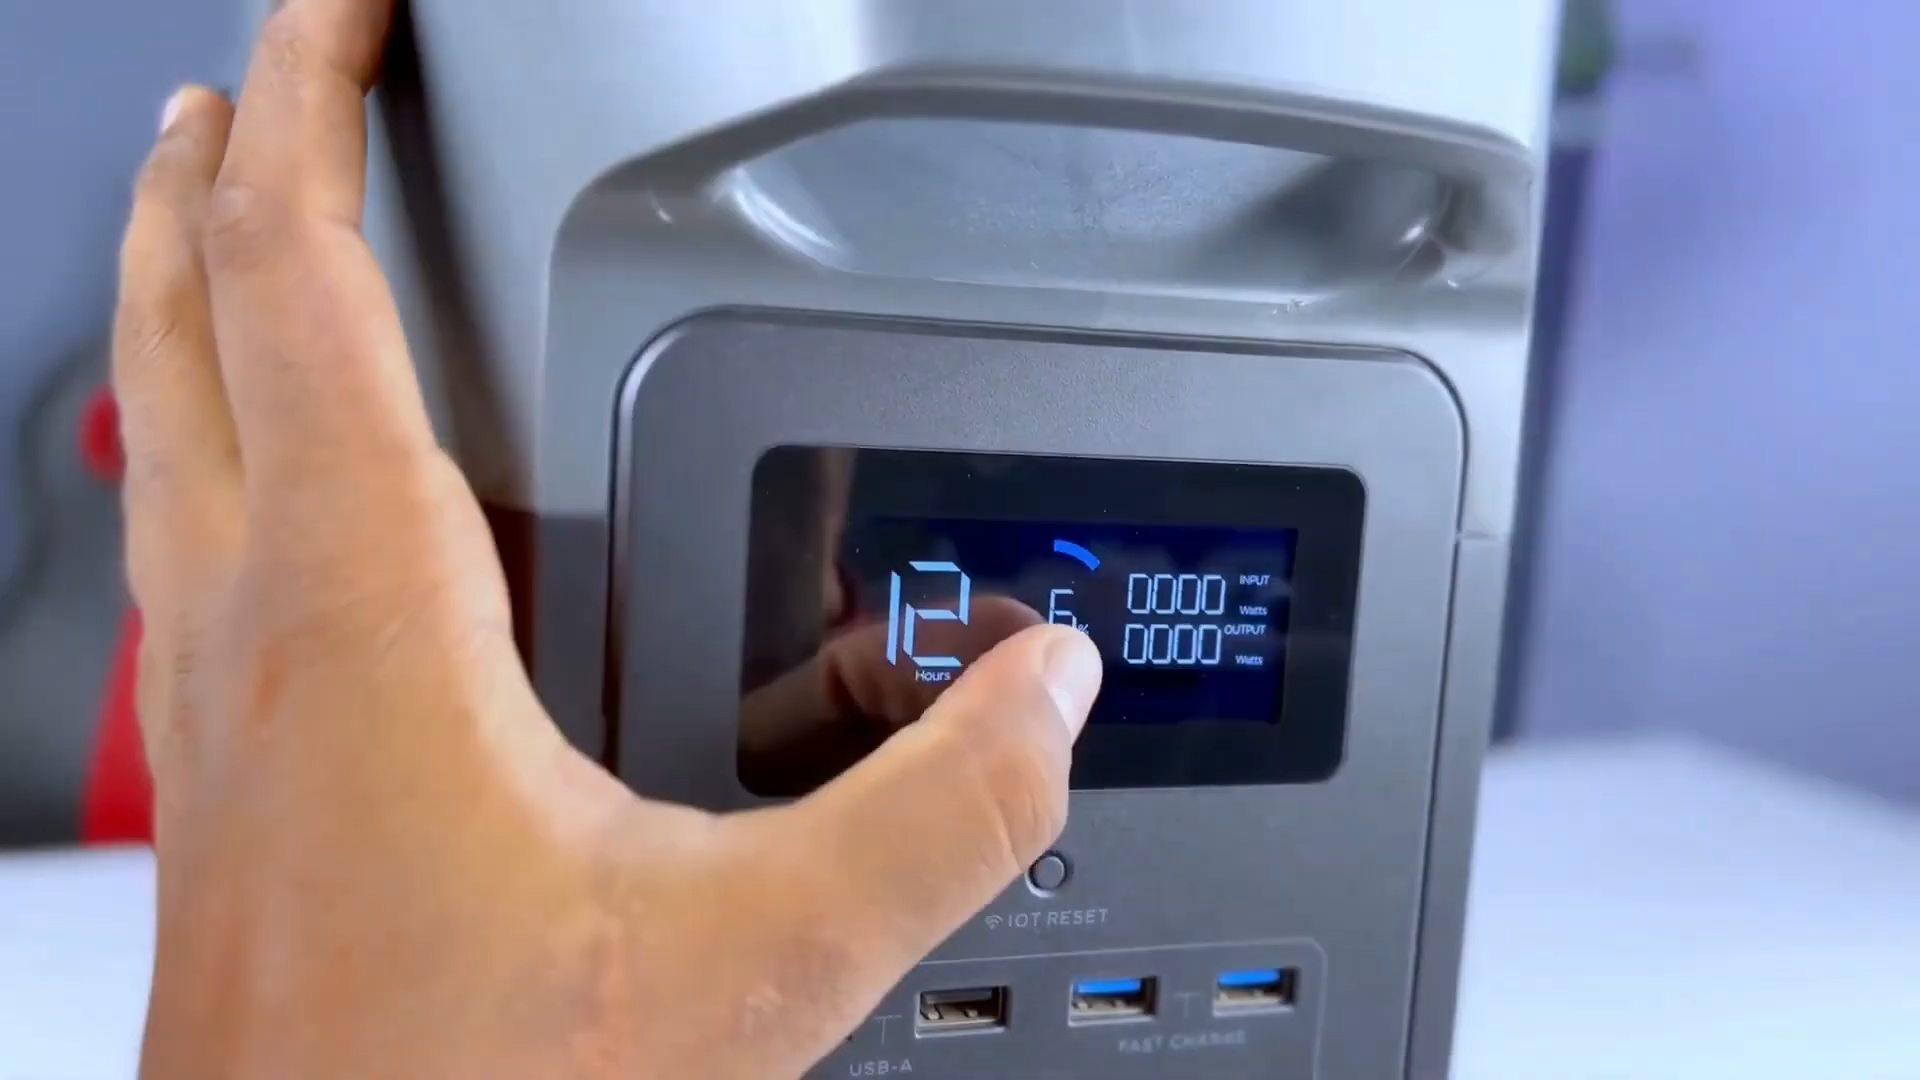 12
Hours
6
%
0000 INPUT
Watts
0000 OUTPUT
Watts
IOT RESET
USB-A
FAST CHARGE